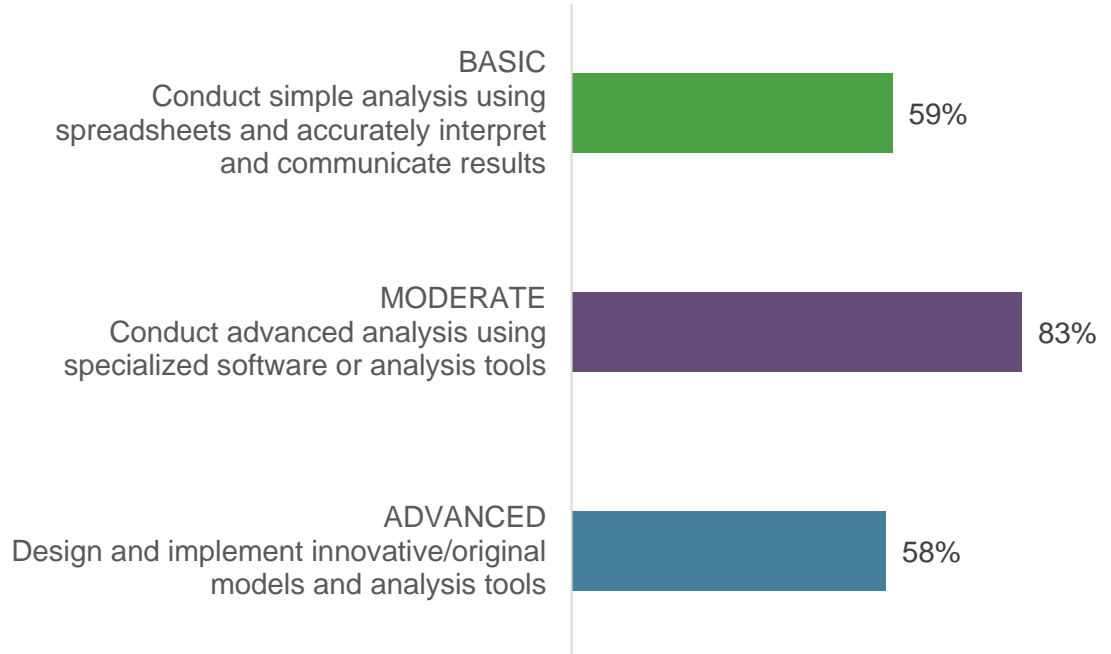 BASIC
Conduct simple analysis using
spreadsheets and accurately interpret
and communicate results
59%
MODERATE
Conduct advanced analysis using
specialized software or analysis tools
83%
ADVANCED
Design and implement innovative/original
models and analysis tools
58%